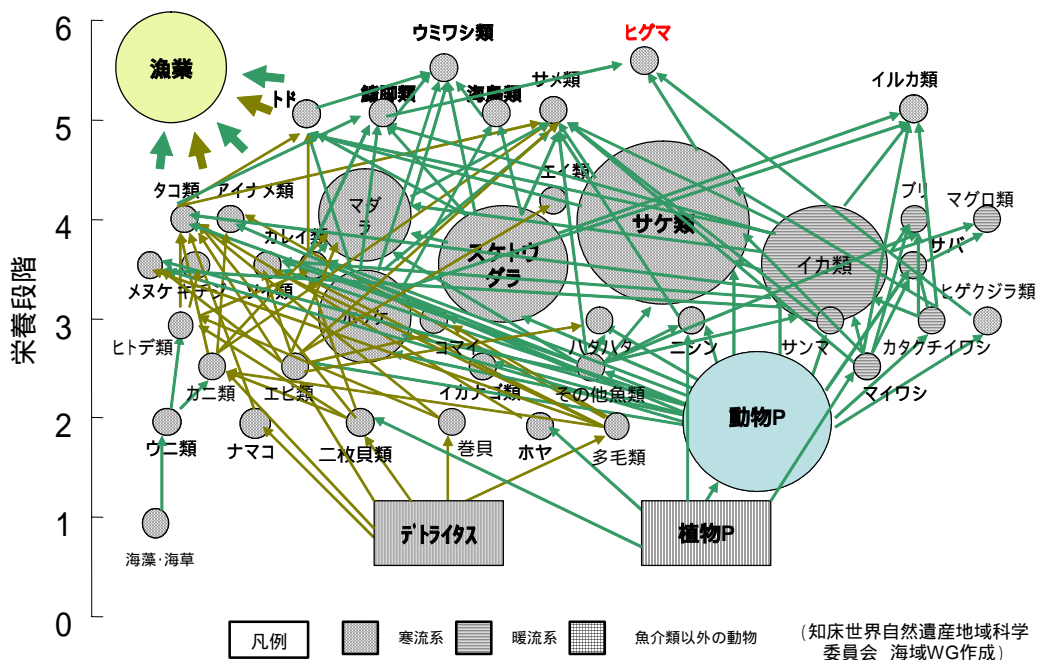 6
5
4
3
2
1
0
栄養段階
漁業
ウミワシ類
ヒグマ
トド
鰭脚類
海鳥類
サメ類
イルカ類
タコ類
アイナメ類
マダ
ラ
カレイ類
エイ類
スケトウ
グラ
サケ類
イカ類
ブリ
マグロ類
サバ
メヌケ
キチジ
ソイ類
ホッケ
ヒゲクジラ類
ヒトデ類
コマイ
ハタハタ
ニシン
サンマ
カタクチイワシ
カニ類
エビ類
イカナゴ類
その他魚類
マイワシ
動物P
ウニ類
ナマコ
二枚貝類
巻貝
ホヤ
多毛類
海藻・海草
デトライタス
植物P
凡例
寒流系
暖流系
魚介類以外の動物
(知床世界自然遺産地域科学
委員会 海域WG作成)